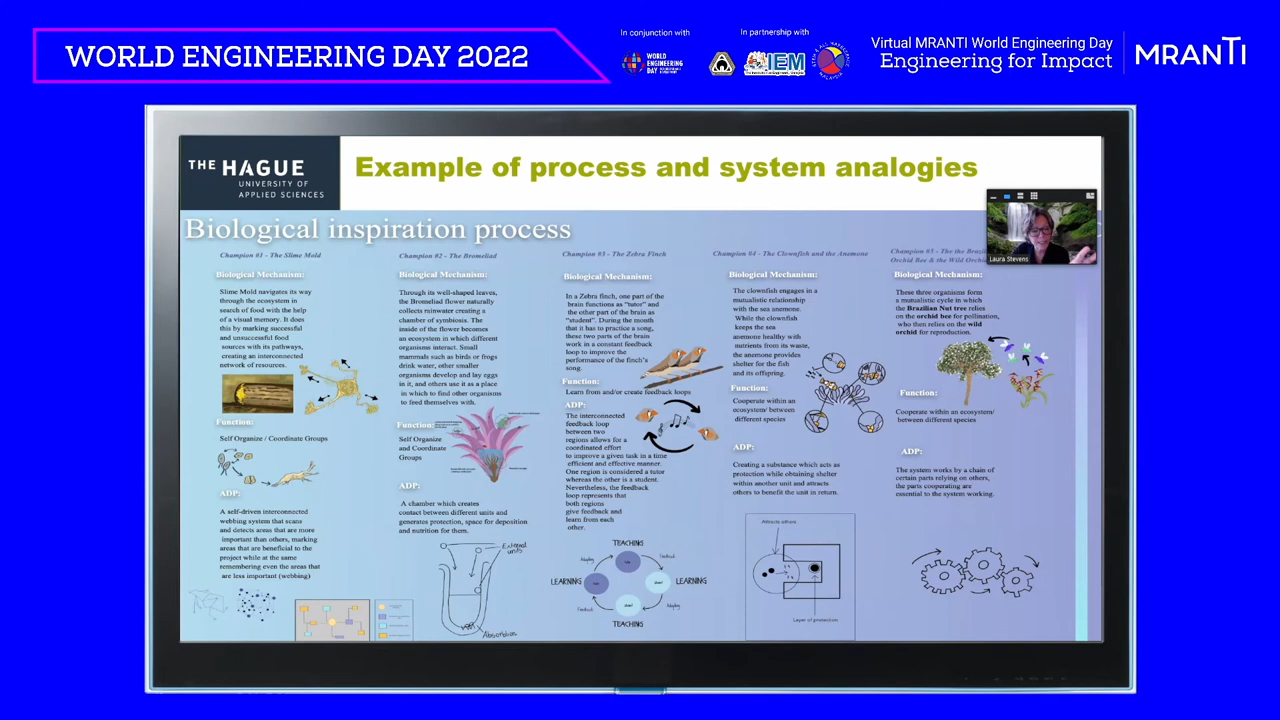 WORLD ENGINEERING DAY 2022
In conjunction with
WORLD
ENGINEERING
DAY
In partnership with
IEM
Virtual MRANTI World Engineering Day
Engineering for Impact
MRANTI
THE HAGUE
UNIVERSITY OF
APPLIED SCIENCES
Example of process and system analogies
Laura Stevens
Biological inspiration process
Champion #1 - The Slime Mold
Biological Mechanism:
Slime Mold navigates its way
through the ecosystem in
search of food with the help
of a visual memory. It does
this by marking successful
and unsuccessful food
sources with its pathways,
creating an interconnected
network of resources.
Function:
Self Organize / Coordinate Groups
ADP:
A self-driven interconnected
webbing system that scans
and detects areas that are more
important than others, marking
areas that are beneficial to the
project while at the same
remembering even the areas that
are less important (webbing)
Champion #2 - The Bromeliad
Biological Mechanism:
Through its well-shaped leaves,
the Bromeliad flower naturally
collects rainwater creating a
chamber of symbiosis. The
inside of the flower becomes
an ecosystem in which different
organisms interact. Small
mammals such as birds or frogs
drink water, other smaller
organisms develop and lay eggs
in it, and others use it as a place
in which to find other organisms
to feed themselves with.
Function:
Self Organize
and Coordinate
Groups
ADP:
A chamber which creates
contact between different units and
generates protection, space for deposition
and nutrition for them.
External
units
Absorbtion
Champion #3 - The Zebra Finch
Biological Mechanism:
In a Zebra finch, one part of the
brain functions as "tutor" and
the other part of the brain as
"student". During the month
that it has to practice a song,
these two parts of the brain
work in a constant feedback
loop to improve the
performance of the finch's
song.
Function:
Learn from and/or create feedback loops
ADP:
The interconnected
feedback loop
between two
regions allows for a
coordinated effort
to improve a given task in a time
efficient and effective manner.
One region is considered a tutor
whereas the other is a student.
Nevertheless, the feedback
loop represents that
both regions
give feedback and
learn from each
other.
TEACHING
Adapting
Feedback
LEARNING
LEARNING
Feedback
Adapting
TEACHING
Champion #4 - The Clownfish and the Anemone
Biological Mechanism:
The clownfish engages in a
mutualistic relationship
with the sea anemone.
While the clownfish
keeps the sea
anemone healthy with
nutrients from its waste,
the anemone provides
shelter for the fish
and its offspring.
Function:
Cooperate within an
ecosystem/ between
different species
ADP:
Creating a substance which acts as
protection while obtaining shelter
within another unit and attracts
others to benefit the unit in return.
Attracts others
Layer of protection
Champion #5 - The the Brazil
Orchid Bee & the Wild Orchid
Biological Mechanism:
These three organisms form
a mutualistic cycle in which
the Brazilian Nut tree relies
on the orchid bee for pollination,
who then relies on the wild
orchid for reproduction.
Function:
Cooperate within an ecosystem/
between different species
ADP:
The system works by a chain of
certain parts relying on others,
the parts cooperating are
essential to the system working.